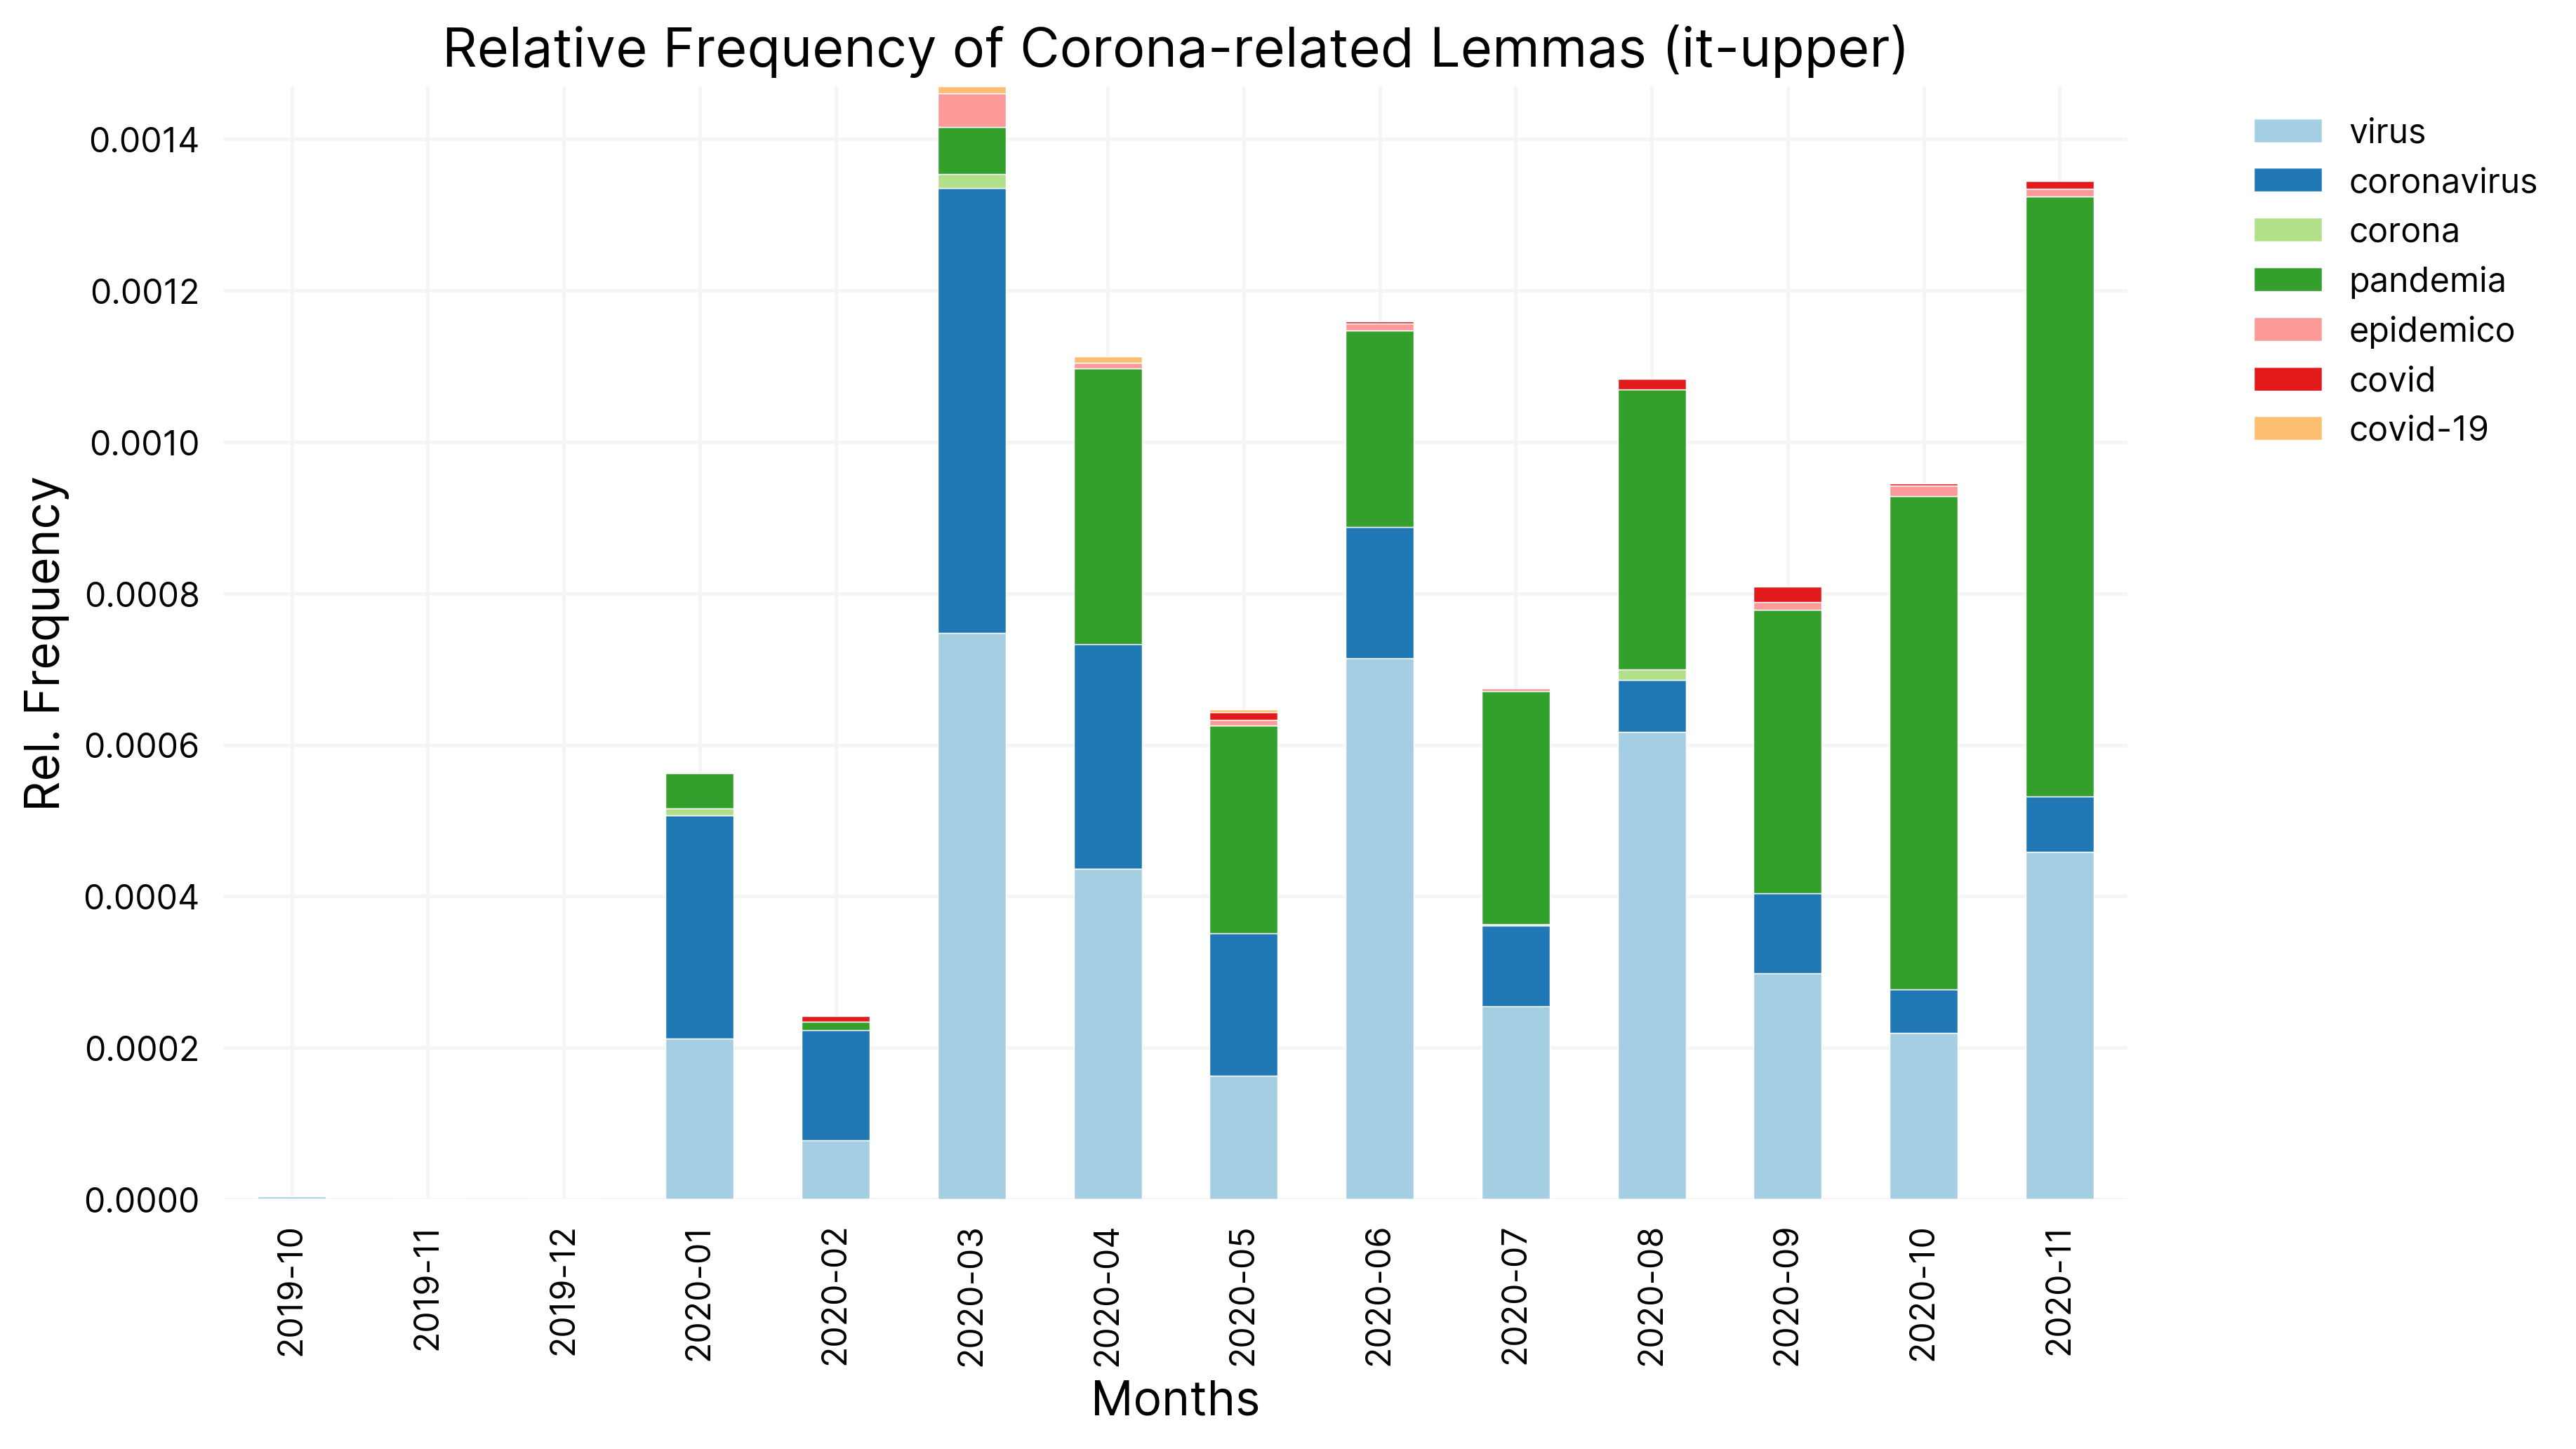 Relative Frequency of Corona-related Lemmas (it-upper)
0.0014
0.0012
0.0010
0.0008
0.0006
0.0004
0.0002
0.0000
Rel. Frequency
2019-10
2019-11
2019-12
2020-01
2020-02
2020-03
2020-04
2020-05
2020-06
2020-07
2020-08
2020-09
2020-10
2020-11
Months
virus
coronavirus
corona
pandemia
epidemico
covid
covid-19